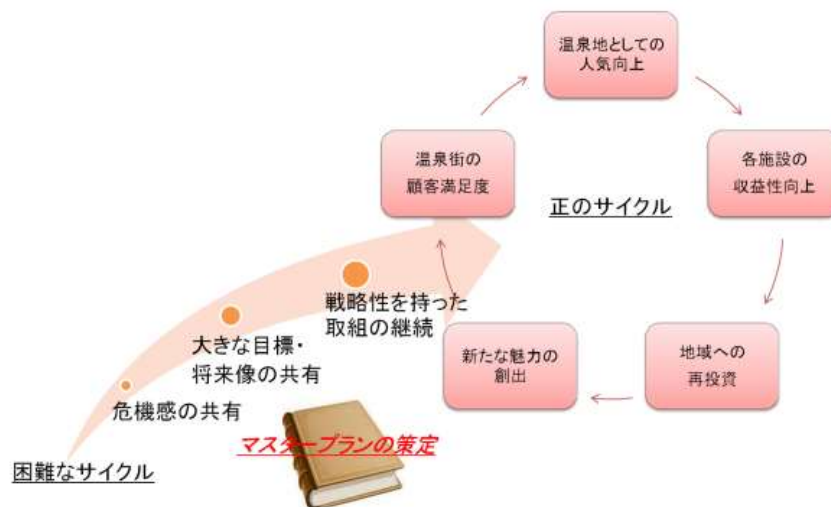 温泉地としての
人気向上
温泉街の
顧客満足度
各施設の
収益性向上
正のサイクル
戦略性を持った
取組の継続
大きな目標・
将来像の共有
新たな魅力の
創出
地域への
再投資
危機感の共有
マスタープランの策定
困難なサイクル